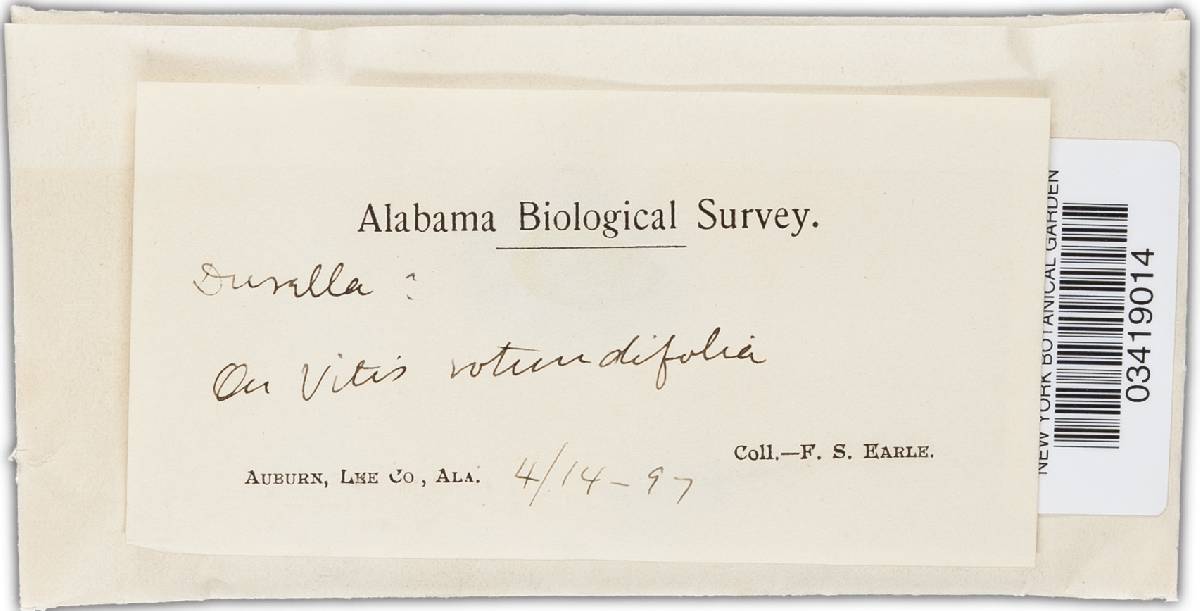 Alabama Biological Survey.
Durella ?
On Vitis rotundifolia
Coll.—F. S. EARLE.
AUBURN, LEE CO, ALA. 4/14-97
NEW YORK BOTANICAL GARDEN
03419014